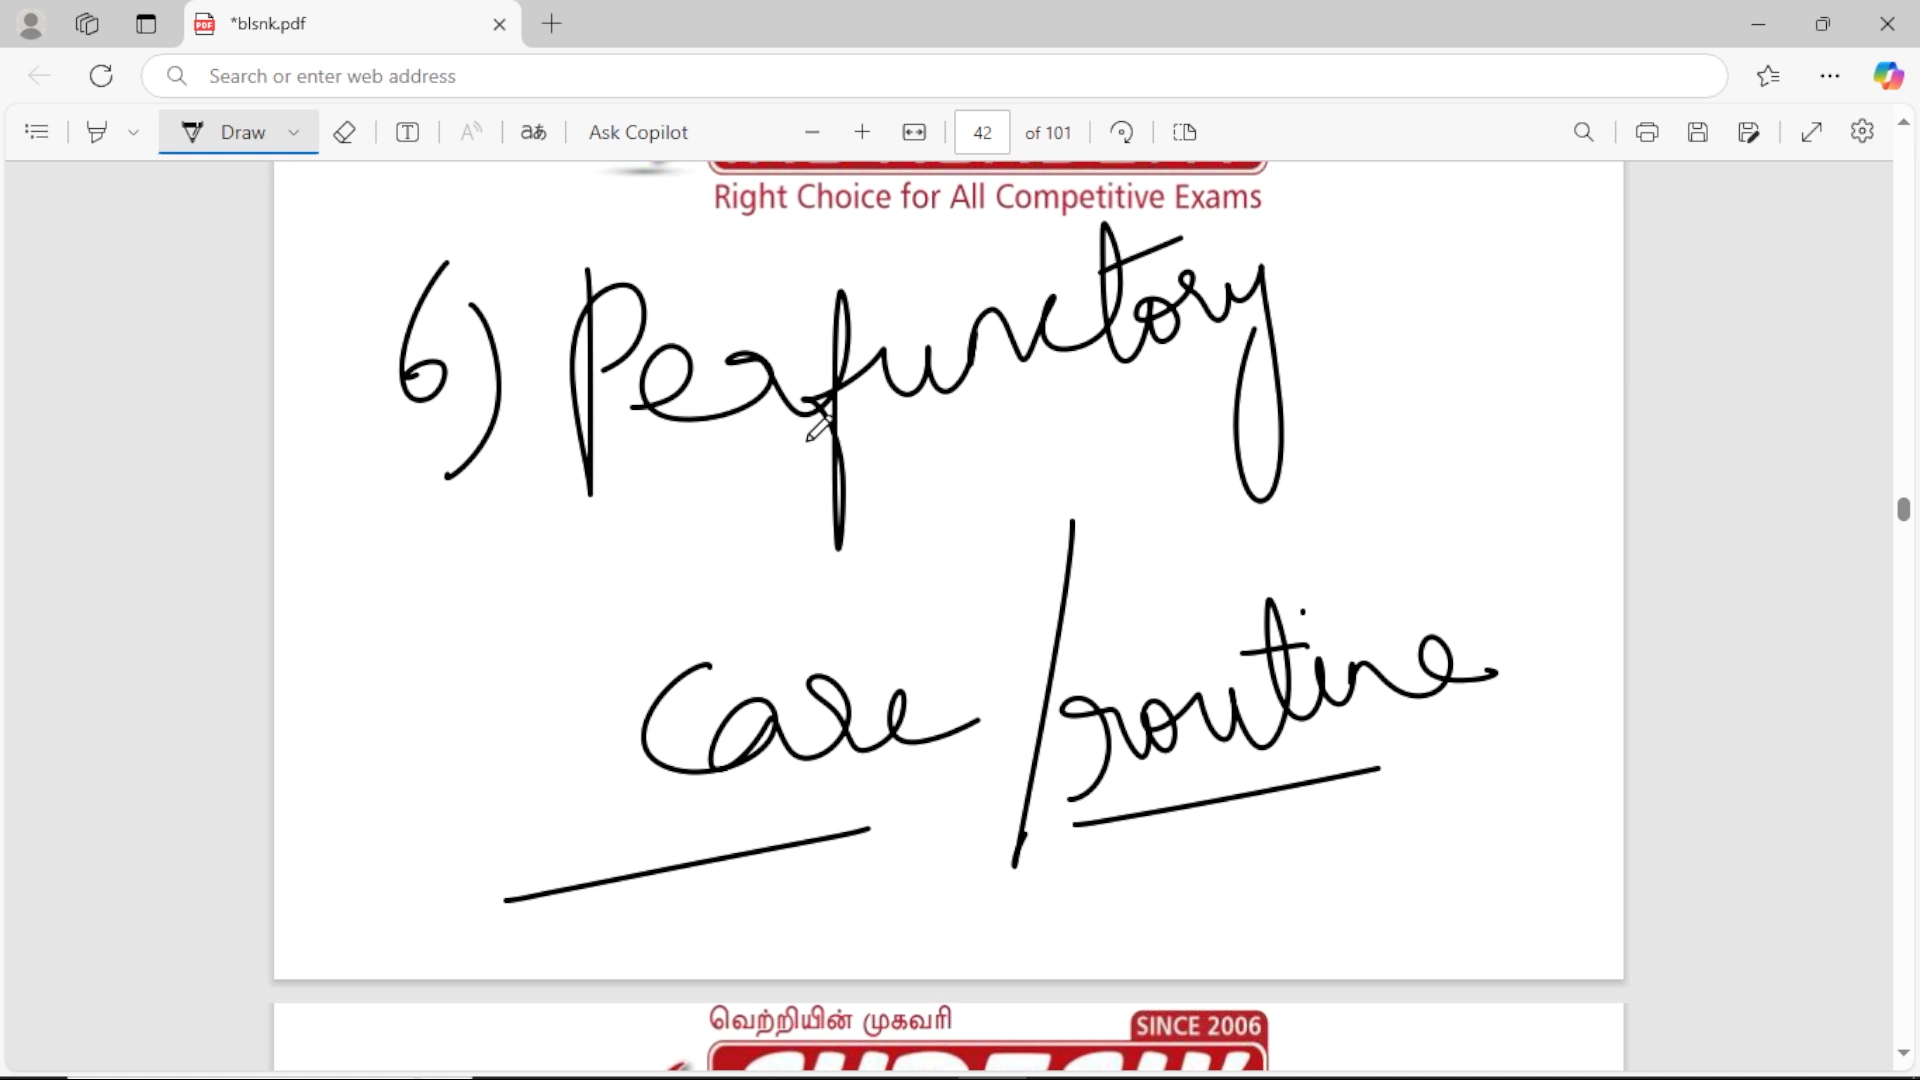 *blsnk.pdf
Search or enter web address
Draw
Ask Copilot
42 of 101
Right Choice for All Competitive Exams
6) Perfunctory
Care / routine
வெற்றியின் முகவரி
SINCE 2006